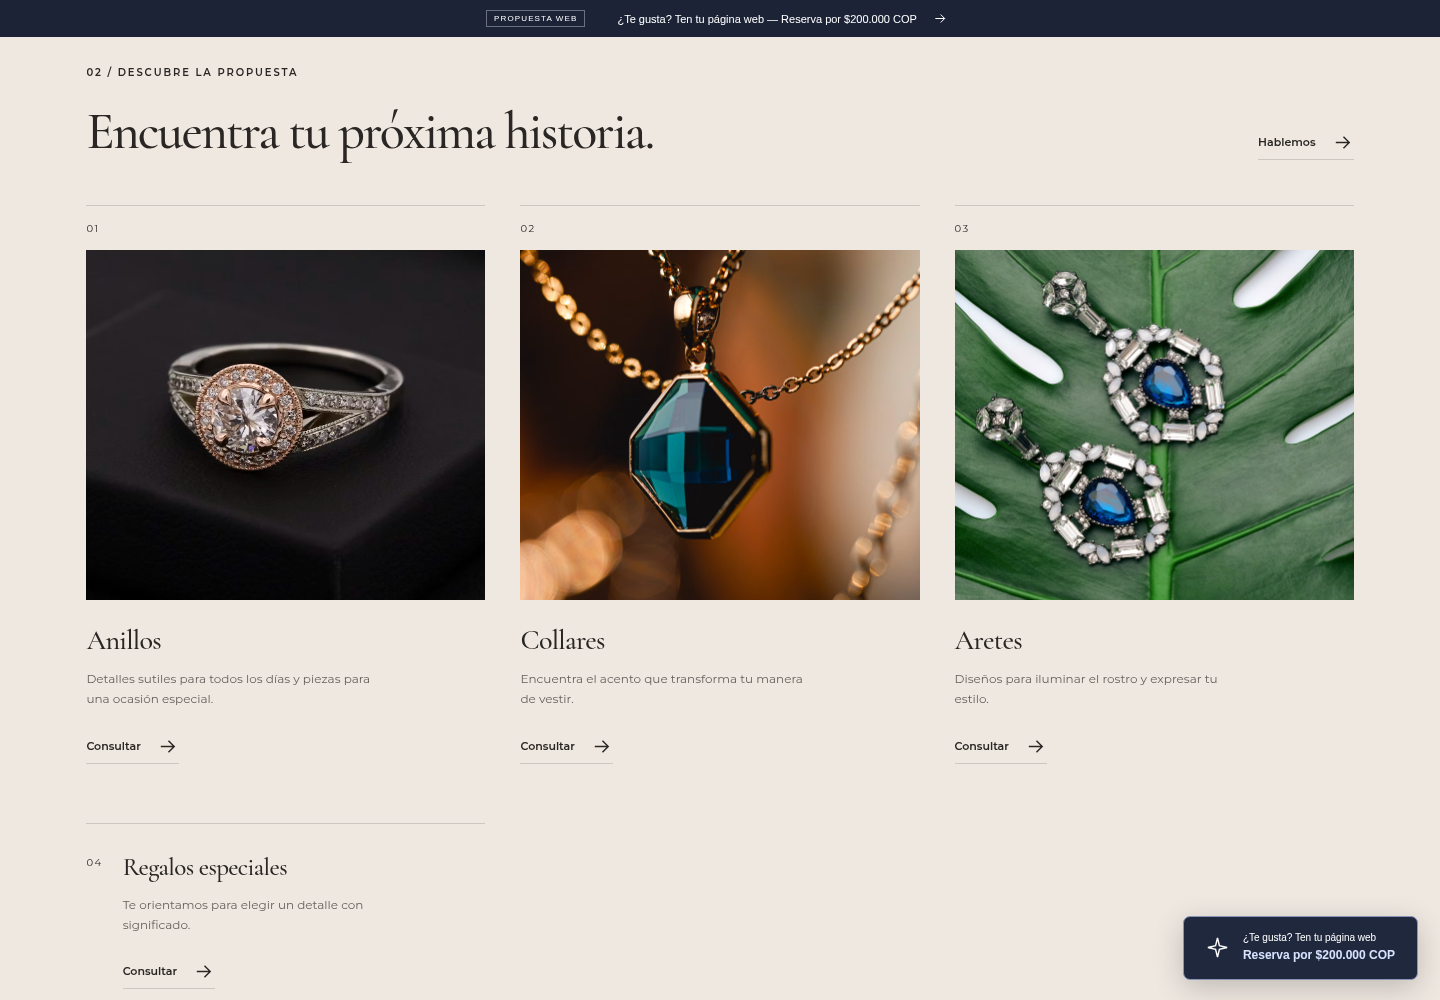 PROPUESTA WEB
¿Te gusta? Ten tu página web — Reserva por $200.000 COP
02 / DESCUBRE LA PROPUESTA
Encuentra tu próxima historia.
Hablemos
01
02
03
Anillos
Collares
Aretes
Detalles sutiles para todos los días y piezas para
una ocasión especial.
Encuentra el acento que transforma tu manera
de vestir.
Diseños para iluminar el rostro y expresar tu
estilo.
Consultar
Consultar
Consultar
04
Regalos especiales
Te orientamos para elegir un detalle con
significado.
Consultar
¿Te gusta? Ten tu página web
Reserva por $200.000 COP